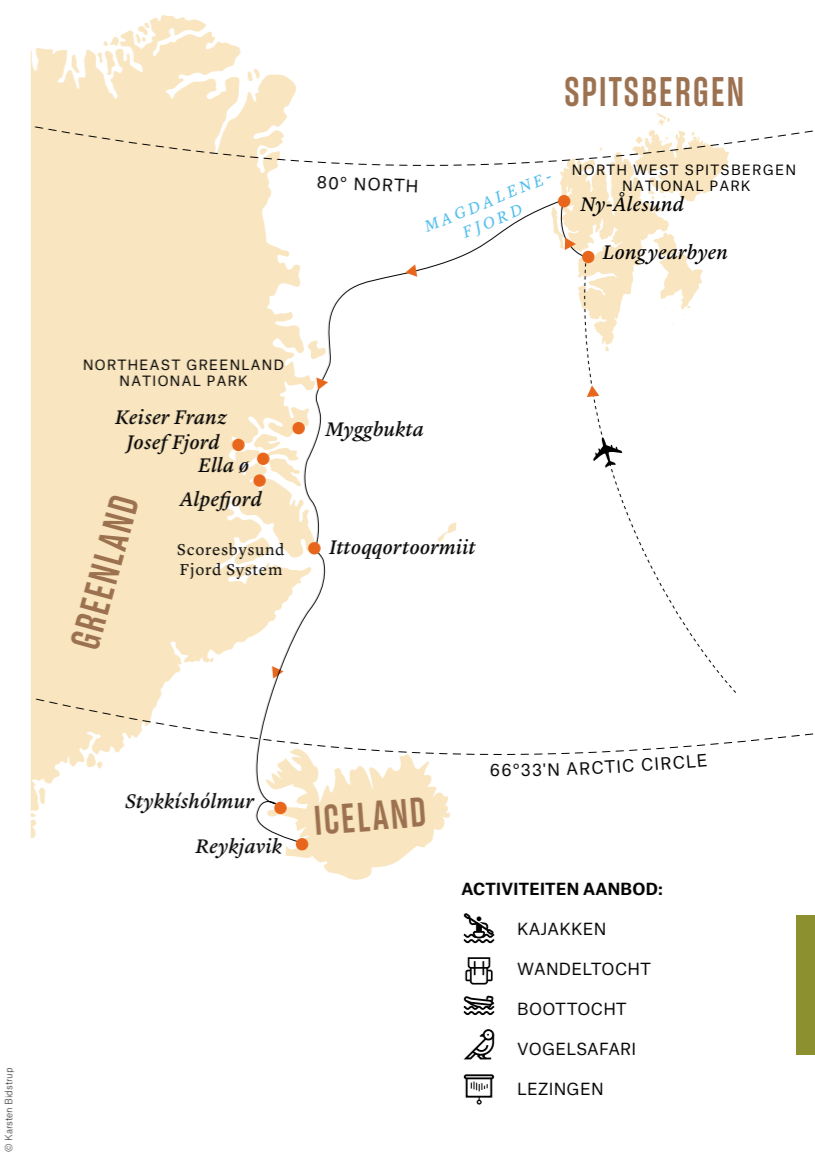 SPITSBERGEN
80° NORTH
NORTH WEST SPITSBERGEN
NATIONAL PARK
MAGDALENE-
FJORD
Ny-Ålesund
Longyearbyen
NORTHEAST GREENLAND
NATIONAL PARK
Keiser Franz
Josef Fjord
Myggbukta
Ella ø
Alpefjord
GREENLAND
Scoresbysund
Fjord System
Ittoqqortoormiit
66°33'N ARCTIC CIRCLE
Stykkishólmur
ICELAND
Reykjavik
ACTIVITEITEN AANBOD:
KAJAKKEN
WANDELTOCHT
BOOTTOCHT
VOGELSAFARI
LEZINGEN
© Karsten Bidstrup